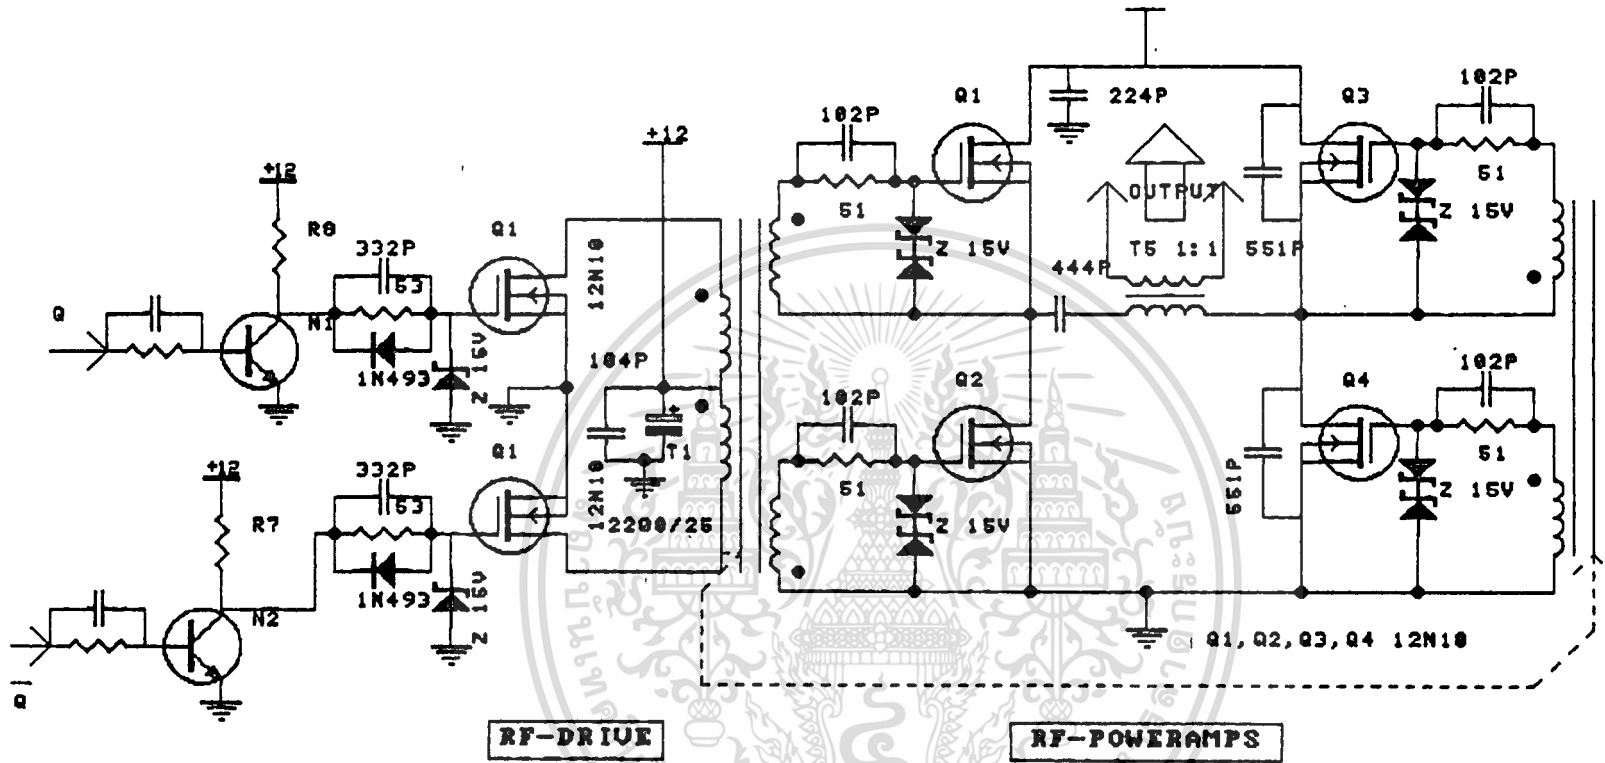 +12
R8
Q
332P
53
N1
1N493
Z 15V
Q1
12N10
+12
104P
+
T1
2200/25
+12
R7
Q
N2
332P
53
1N493
Z 15V
Q1
12N10
102P
51
Q1
Z 15V
224P
OUTPUT
T5 1:1
444P
551P
Q3
102P
51
Z 15V
102P
51
Q2
Z 15V
551P
Q4
102P
51
Z 15V
Q1,Q2,Q3,Q4 12N10
RF-DRIVE
RF-POWERAMPS